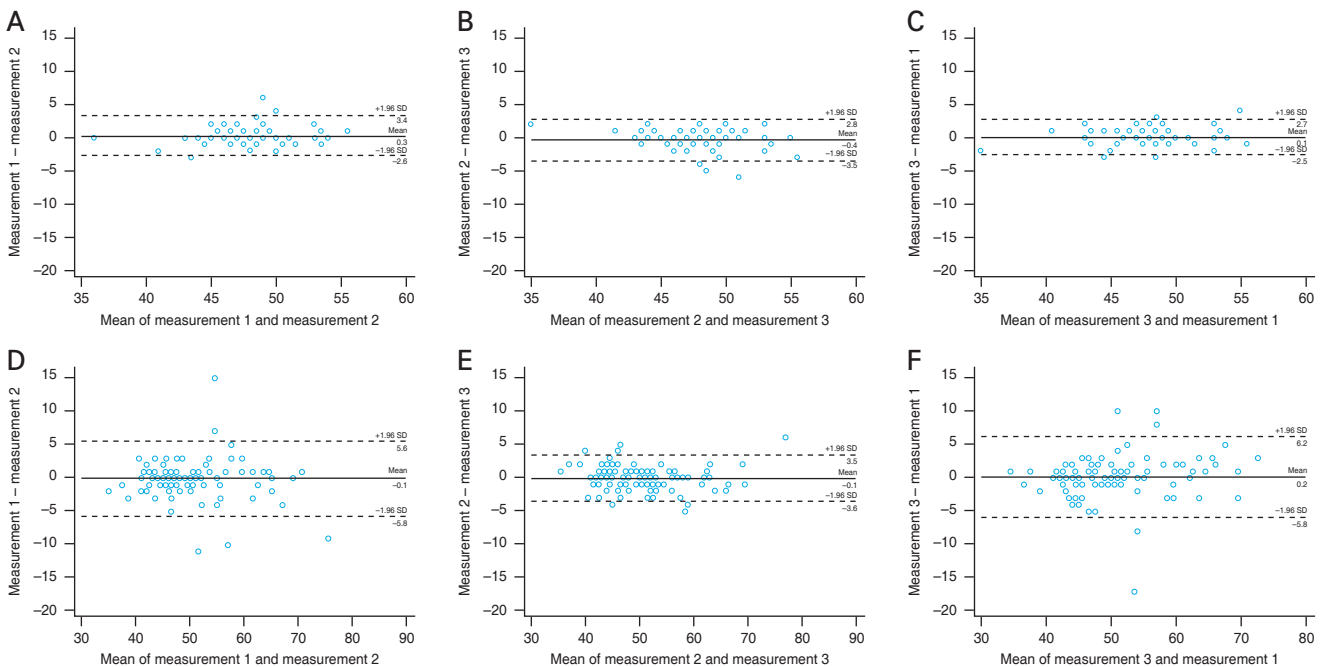 A
Measurement 1 – measurement 2
15
10
5
0
–5
–10
–15
–20
+1.96 SD
3.4
Mean
0.3
–1.96 SD
–2.6
35
40
45
50
55
60
Mean of measurement 1 and measurement 2
B
Measurement 2 – measurement 3
15
10
5
0
–5
–10
–15
–20
+1.96 SD
2.8
Mean
–0.4
–1.96 SD
–3.5
35
40
45
50
55
60
Mean of measurement 2 and measurement 3
C
Measurement 3 – measurement 1
15
10
5
0
–5
–10
–15
–20
+1.96 SD
2.7
Mean
0.1
–1.96 SD
–2.5
35
40
45
50
55
60
Mean of measurement 3 and measurement 1
D
Measurement 1 – measurement 2
15
10
5
0
–5
–10
–15
–20
+1.96 SD
5.6
Mean
–0.1
–1.96 SD
–5.8
30
40
50
60
70
80
90
Mean of measurement 1 and measurement 2
E
Measurement 2 – measurement 3
15
10
5
0
–5
–10
–15
–20
+1.96 SD
3.5
Mean
–0.1
–1.96 SD
–3.6
30
40
50
60
70
80
90
Mean of measurement 2 and measurement 3
F
Measurement 3 – measurement 1
15
10
5
0
–5
–10
–15
–20
+1.96 SD
6.2
Mean
0.2
–1.96 SD
–5.8
30
40
50
60
70
80
Mean of measurement 3 and measurement 1